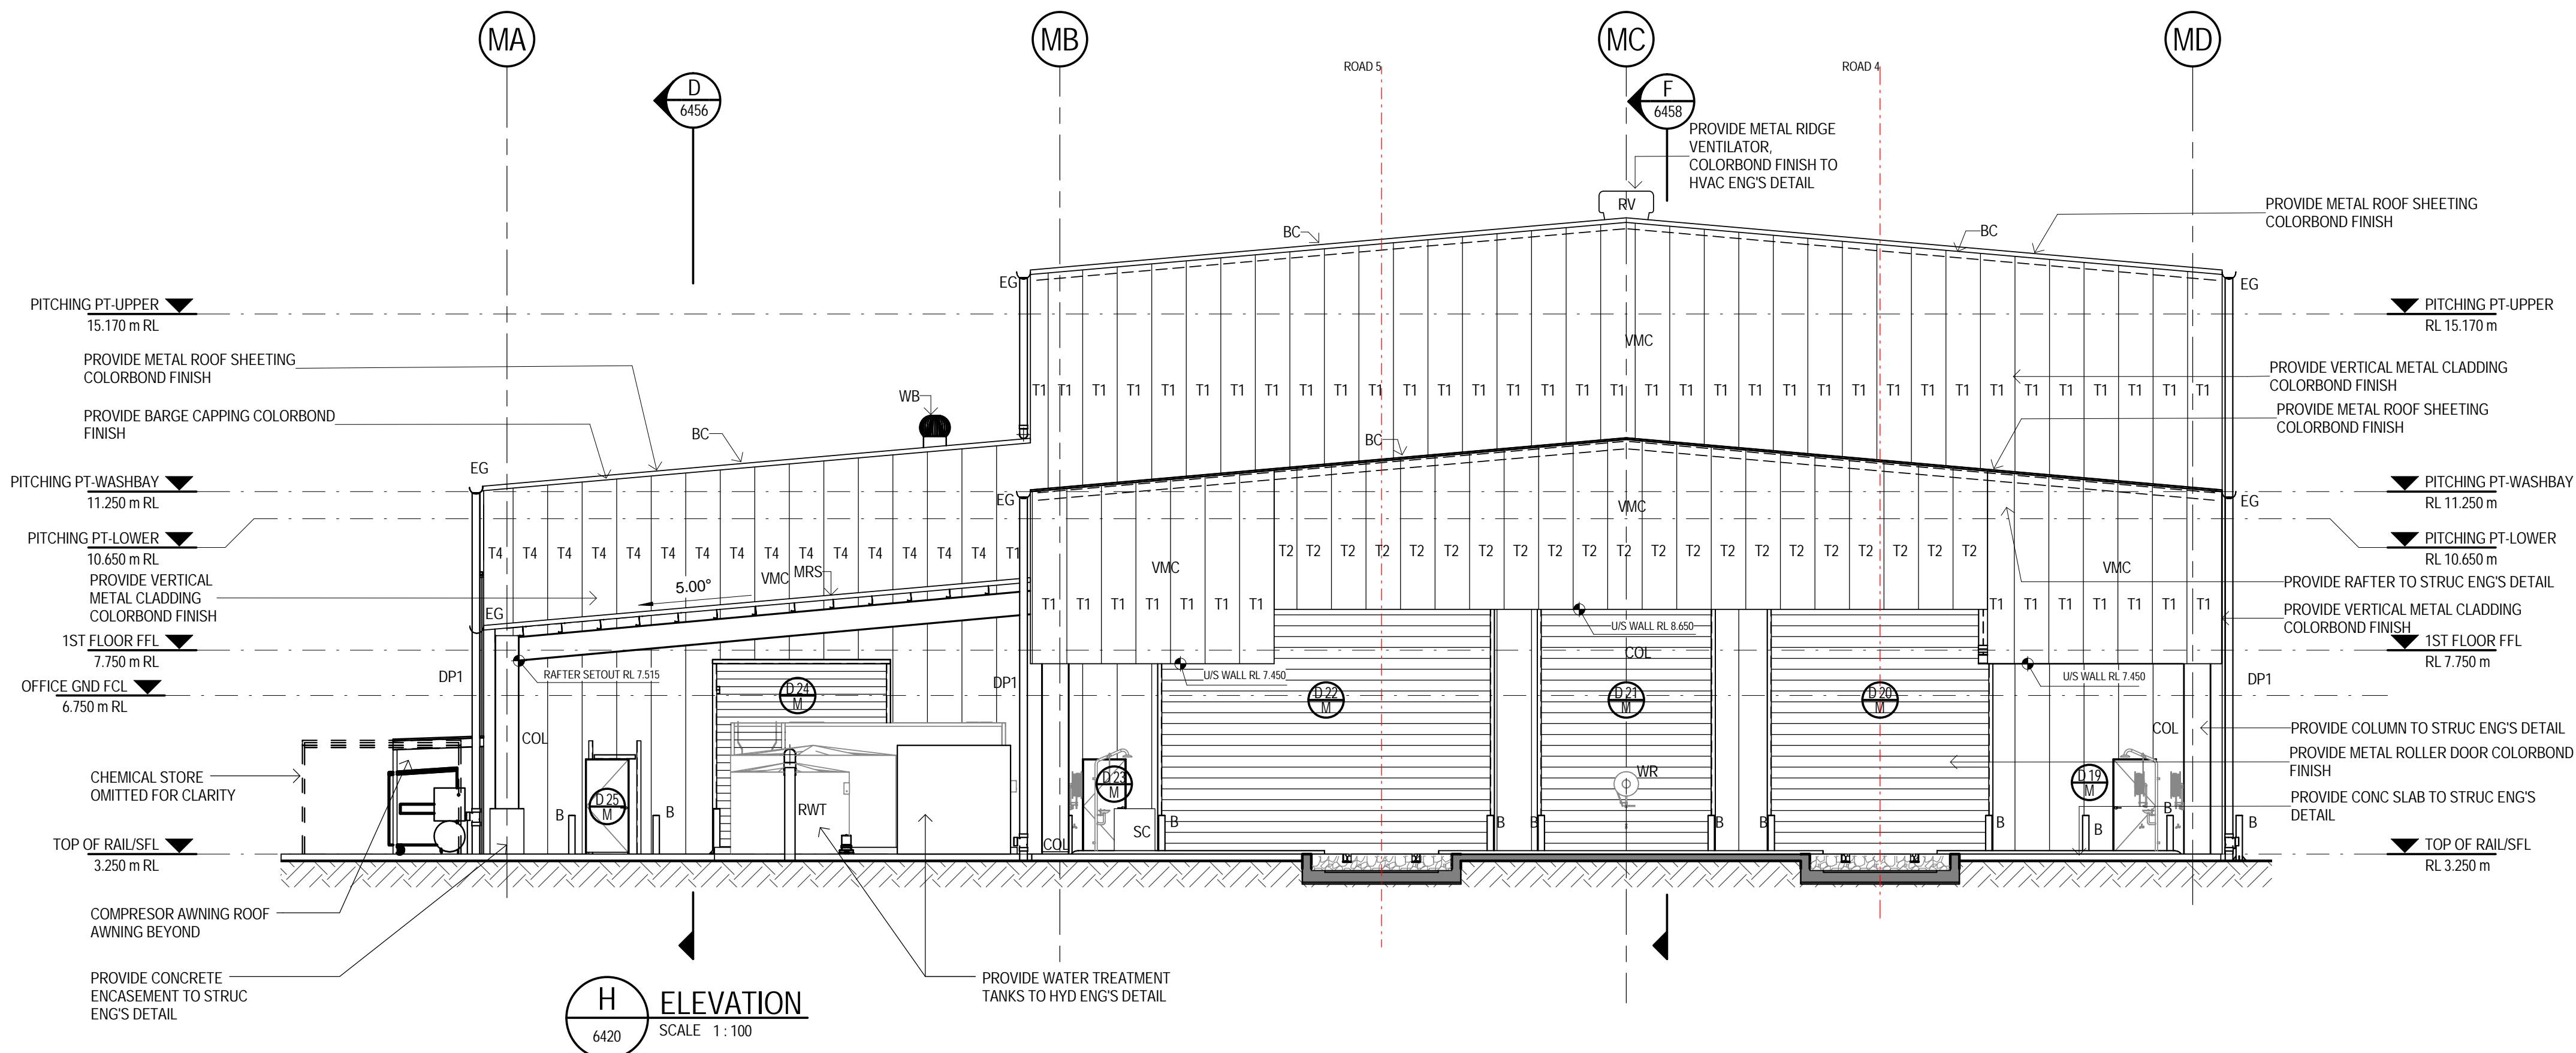 MA
MB
MC
MD
ROAD 5
ROAD 4
D
6456
F
6458
PROVIDE METAL RIDGE
VENTILATOR,
COLORBOND FINISH TO
HVAC ENG'S DETAIL
RV
BC
BC
PROVIDE METAL ROOF SHEETING
COLORBOND FINISH
EG
EG
PITCHING PT-UPPER
15.170 m RL
PITCHING PT-UPPER
RL 15.170 m
VMC
PROVIDE METAL ROOF SHEETING
COLORBOND FINISH
PROVIDE VERTICAL METAL CLADDING
COLORBOND FINISH
T1 T1 T1 T1 T1 T1 T1 T1 T1 T1 T1 T1 T1 T1 T1 T1 T1 T1 T1 T1 T1 T1 T1 T1 T1 T1 T1 T1 T1 T1 T1 T1 T1 T1 T1
WB
PROVIDE BARGE CAPPING COLORBOND
FINISH
PROVIDE METAL ROOF SHEETING
COLORBOND FINISH
BC
BC
EG
PITCHING PT-WASHBAY
11.250 m RL
EG
EG
PITCHING PT-WASHBAY
RL 11.250 m
VMC
PITCHING PT-LOWER
10.650 m RL
PITCHING PT-LOWER
RL 10.650 m
T4 T4 T4 T4 T4 T4 T4 T4 T4 T4 T4 T4 T4 T4 T4 T1
T2 T2 T2 T2 T2 T2 T2 T2 T2 T2 T2 T2 T2 T2 T2 T2 T2 T2 T2 T2 T2
VMC
MRS
VMC
VMC
PROVIDE VERTICAL
METAL CLADDING
COLORBOND FINISH
5.00°
PROVIDE RAFTER TO STRUC ENG'S DETAIL
T1 T1 T1 T1 T1 T1 T1
T1 T1 T1 T1 T1 T1 T1
EG
PROVIDE VERTICAL METAL CLADDING
COLORBOND FINISH
U/S WALL RL 8.650
1ST FLOOR FFL
7.750 m RL
COL
1ST FLOOR FFL
RL 7.750 m
RAFTER SETOUT RL 7.515
U/S WALL RL 7.450
U/S WALL RL 7.450
DP1
DP1
DP1
OFFICE GND FCL
6.750 m RL
D 24
M
D 22
M
D 21
M
D 20
M
COL
COL
PROVIDE COLUMN TO STRUC ENG'S DETAIL
PROVIDE METAL ROLLER DOOR COLORBOND
FINISH
CHEMICAL STORE
OMITTED FOR CLARITY
D 23
M
WR
D 19
M
PROVIDE CONC SLAB TO STRUC ENG'S
DETAIL
D 25
M
B
B
RWT
SC
B
B
B
B
B
B
B
B
B
COL
TOP OF RAIL/SFL
3.250 m RL
TOP OF RAIL/SFL
RL 3.250 m
COMPRESOR AWNING ROOF
AWNING BEYOND
PROVIDE CONCRETE
ENCASEMENT TO STRUC
ENG'S DETAIL
PROVIDE WATER TREATMENT
TANKS TO HYD ENG'S DETAIL
H
6420
ELEVATION
SCALE 1 : 100